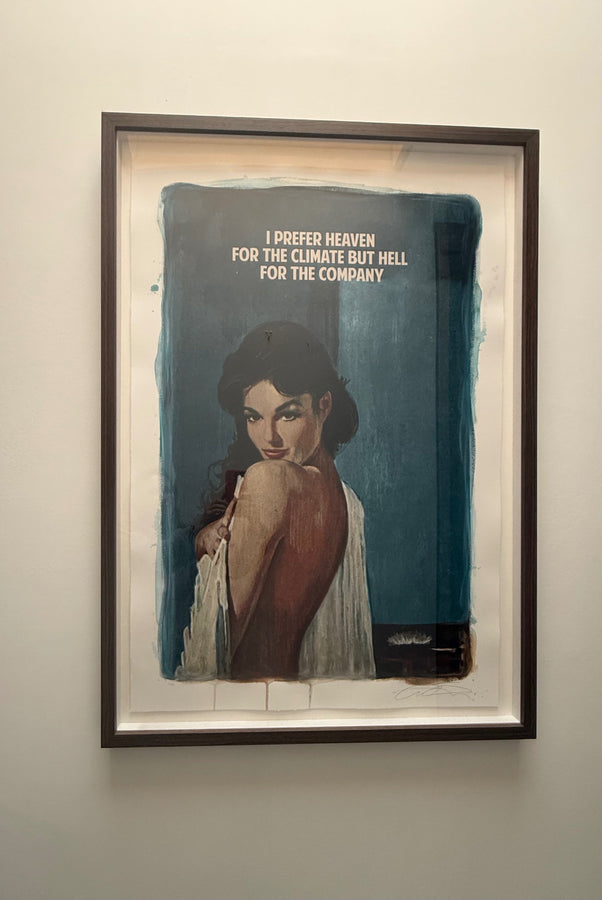 I PREFER HEAVEN
FOR THE CLIMATE BUT HELL
FOR THE COMPANY